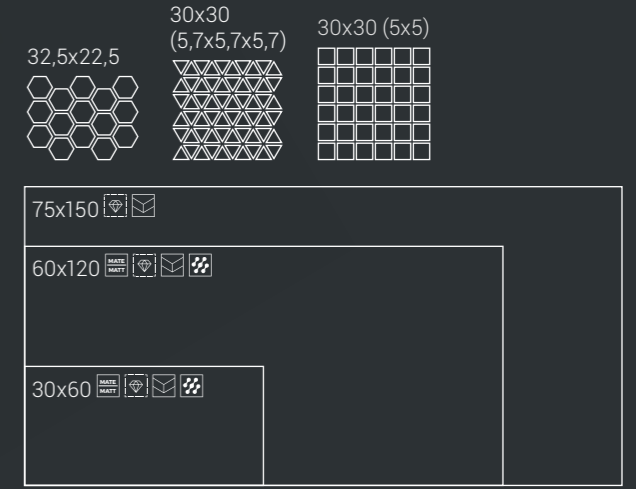 32,5x22,5
30x30
(5,7x5,7x5,7)
30x30 (5x5)
75x150
60x120 MATE MATT
30x60 MATE MATT